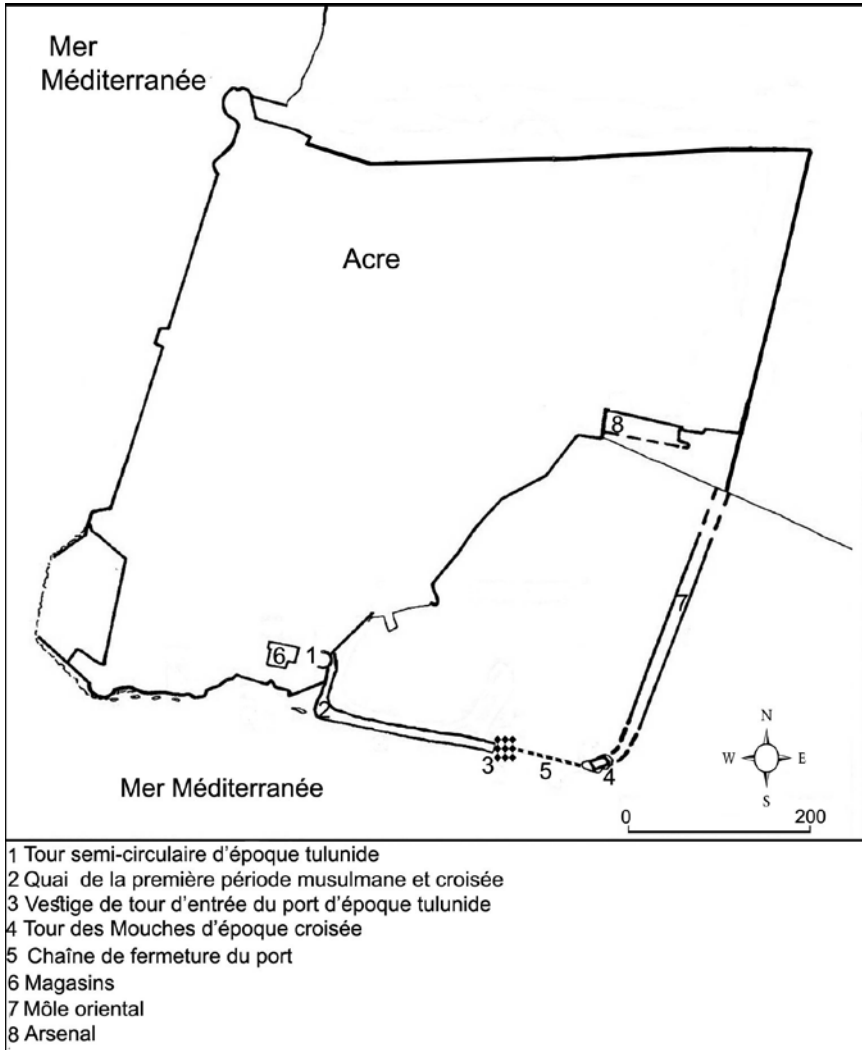 Mer
Méditerranée
Acre
8
7
6 1
2
3
5
4
N
W E
S
Mer Méditerranée
0 200
1 Tour semi-circulaire d'époque tulunide
2 Quai de la première période musulmane et croisée
3 Vestige de tour d'entrée du port d'époque tulunide
4 Tour des Mouches d'époque croisée
5 Chaîne de fermeture du port
6 Magasins
7 Môle oriental
8 Arsenal